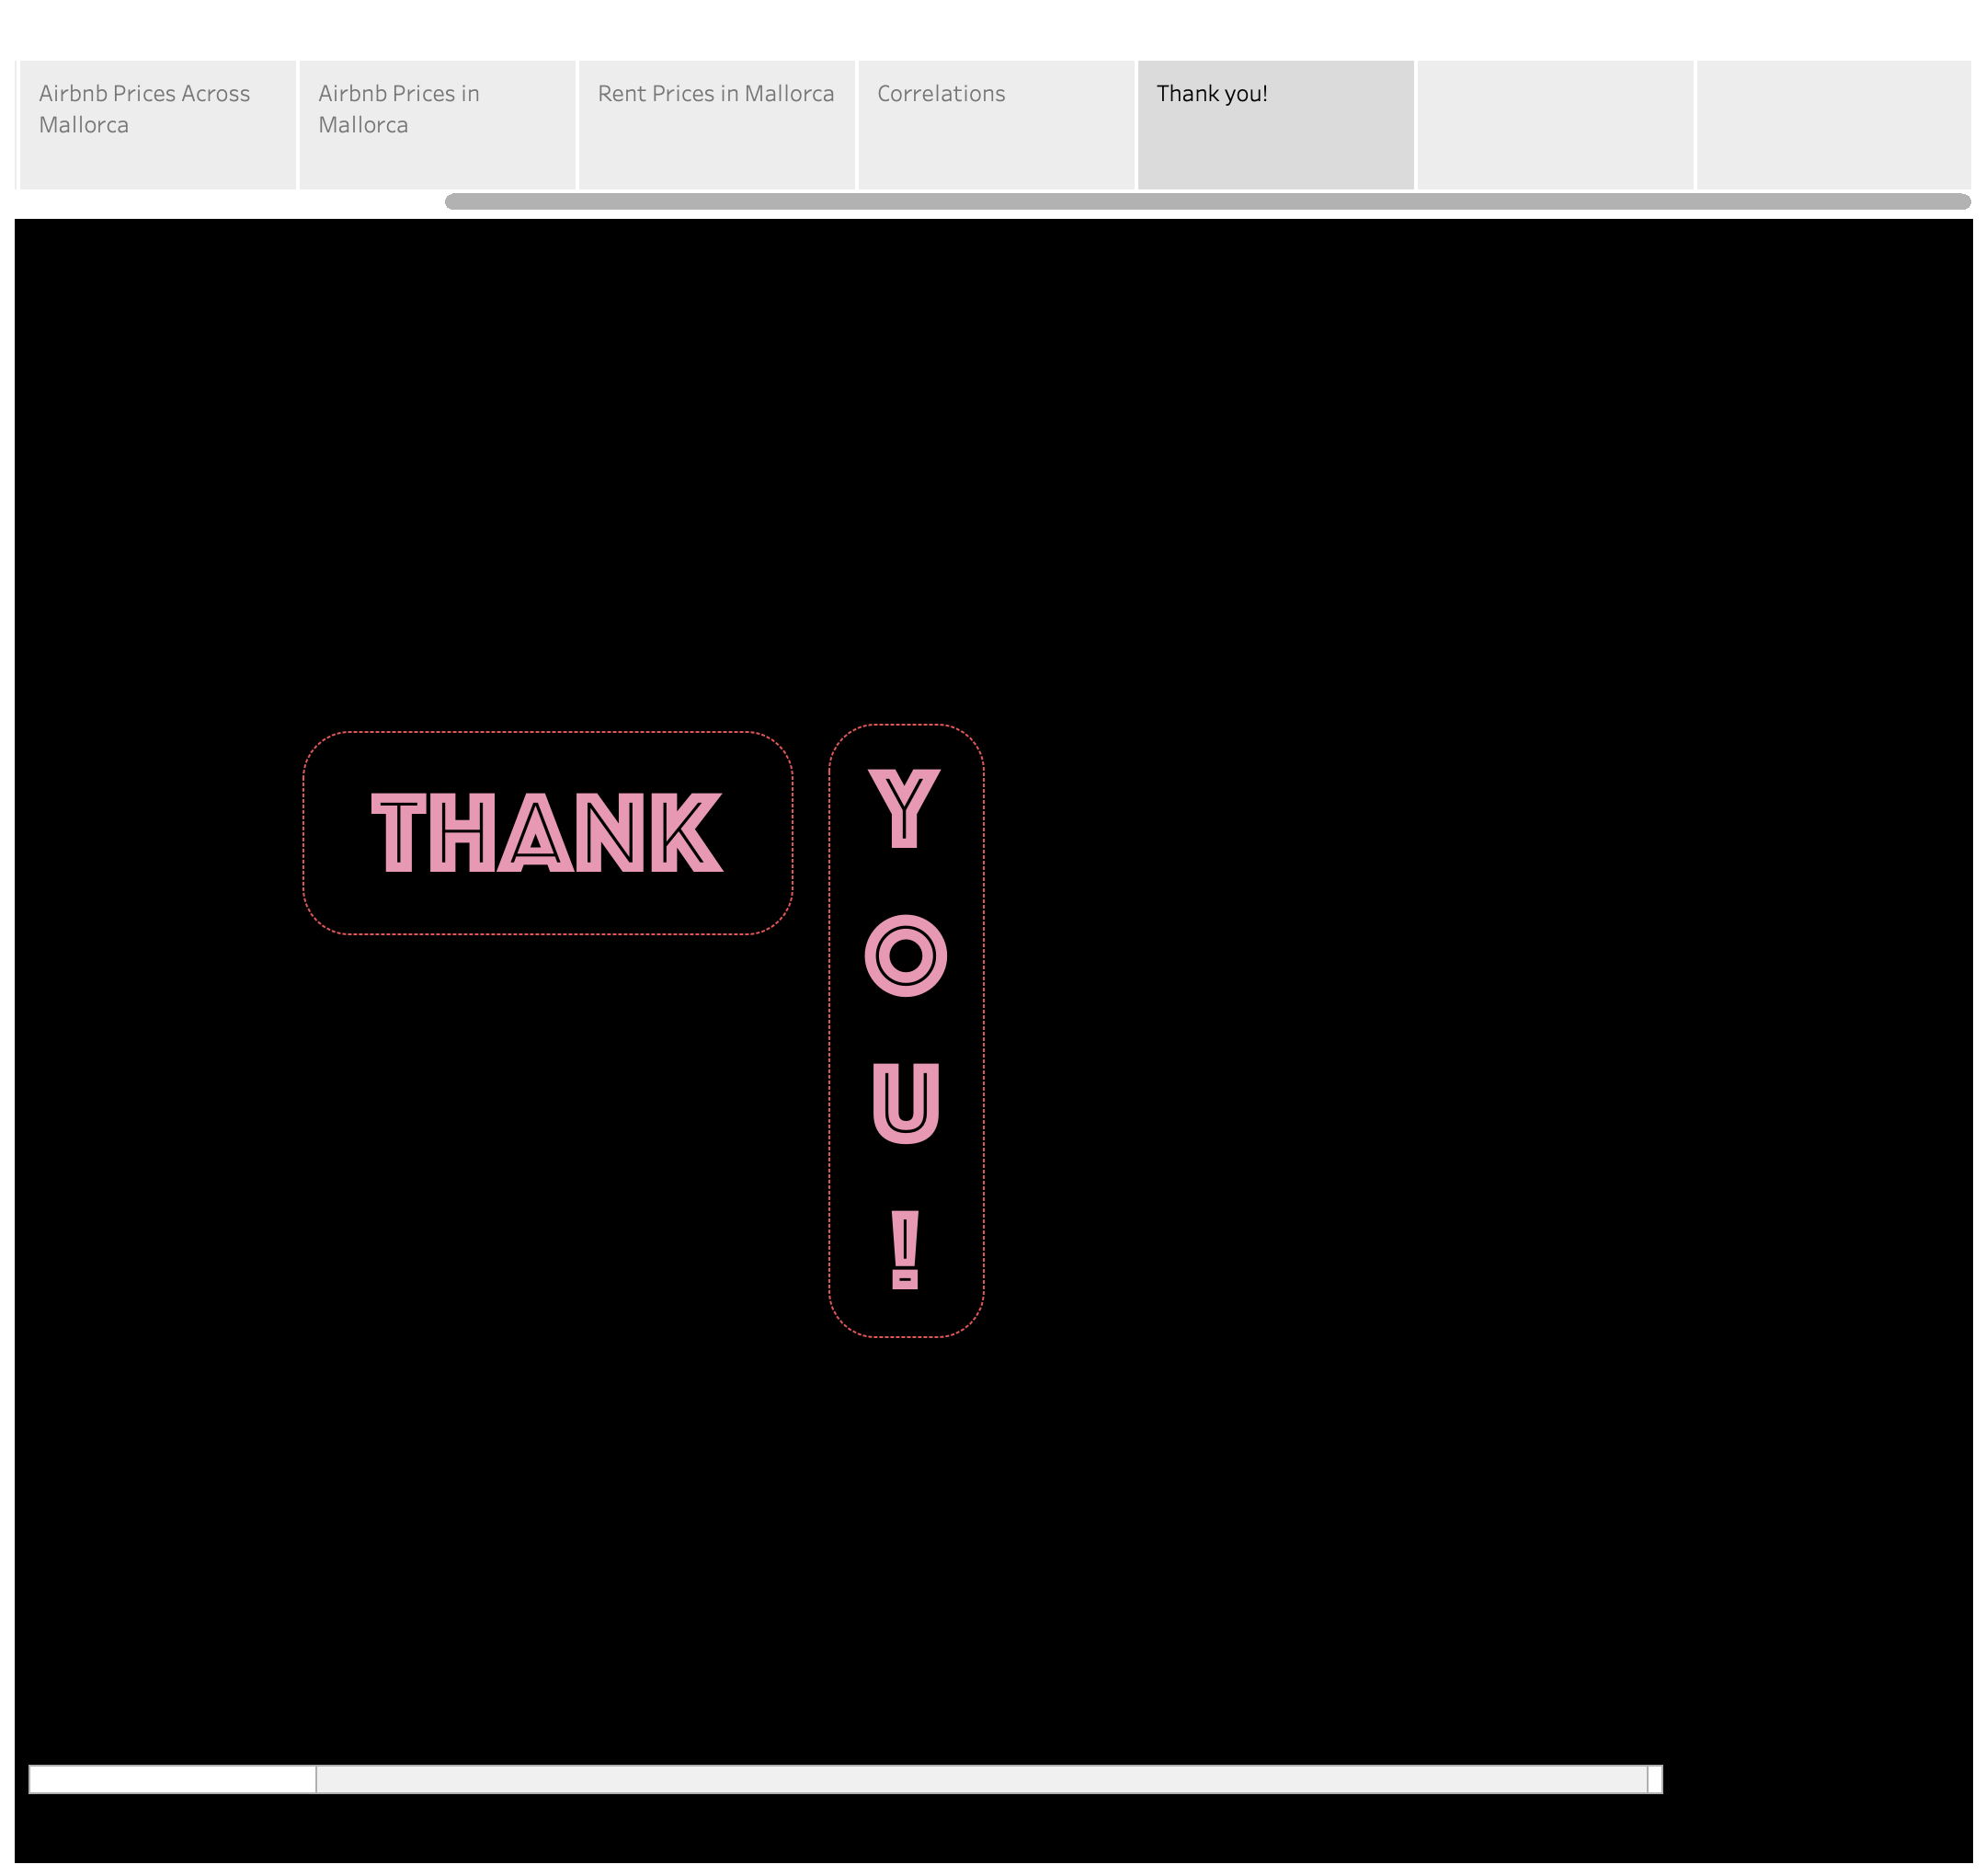 Airbnb Prices Across
Mallorca
Airbnb Prices in
Mallorca
Rent Prices in Mallorca
Correlations
Thank you!
THANK
Y
O
U
!